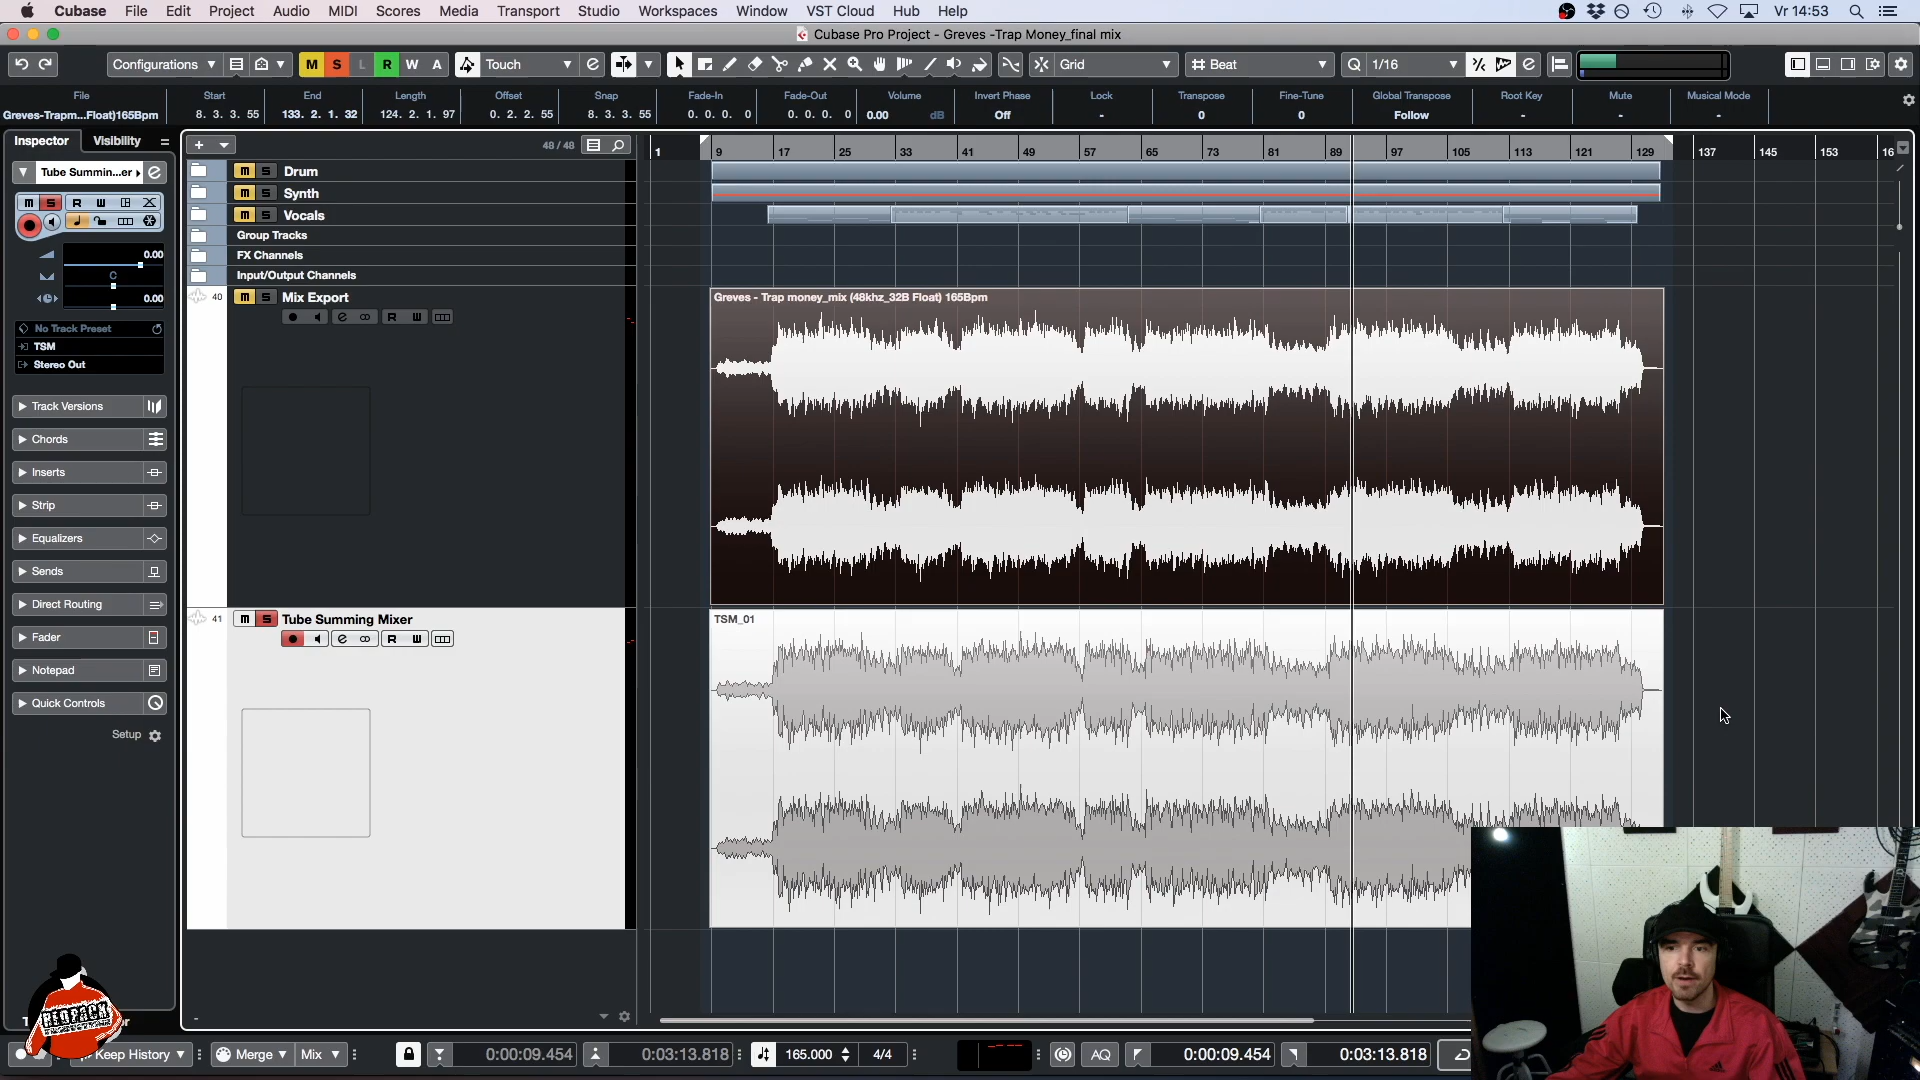 Cubase File Edit Project Audio MIDI Scores Media Transport Studio Workspaces Window VST Cloud Hub Help
Vr 14:53
Cubase Pro Project - Greves -Trap Money_final mix
Configurations M S L R W A Touch Grid Beat Q 1/16
File Start End Length Offset Snap Fade-In Fade-Out Volume Invert Phase Lock Transpose Fine-Tune Global Transpose Root Key Mute Musical Mode
Greves-Trapm...Float)165Bpm 8. 3. 3. 55 133. 2. 1. 32 124. 2. 1. 97 0. 2. 2. 55 8. 3. 3. 55 0. 0. 0. 0 0. 0. 0. 0 0.00 dB Off - 0 0 Follow - - -
Inspector Visibility
48 / 48
1 9 17 25 33 41 49 57 65 73 81 89 97 105 113 121 129 137 145 153 16
Tube Summin...er
m S R W
0.00
C
0.00
No Track Preset
TSM
Stereo Out
Track Versions
Chords
Inserts
Strip
Equalizers
Sends
Direct Routing
Fader
Notepad
Quick Controls
Setup
m S Drum
m S Synth
m S Vocals
Group Tracks
FX Channels
Input/Output Channels
40 m S Mix Export
R W
Greves - Trap money_mix (48khz_32B Float) 165Bpm
41 m S Tube Summing Mixer
R W
TSM_01
REDPACK
Keep History Merge Mix 0:00:09.454 0:03:13.818 165.000 4/4 AQ 0:00:09.454 0:03:13.818